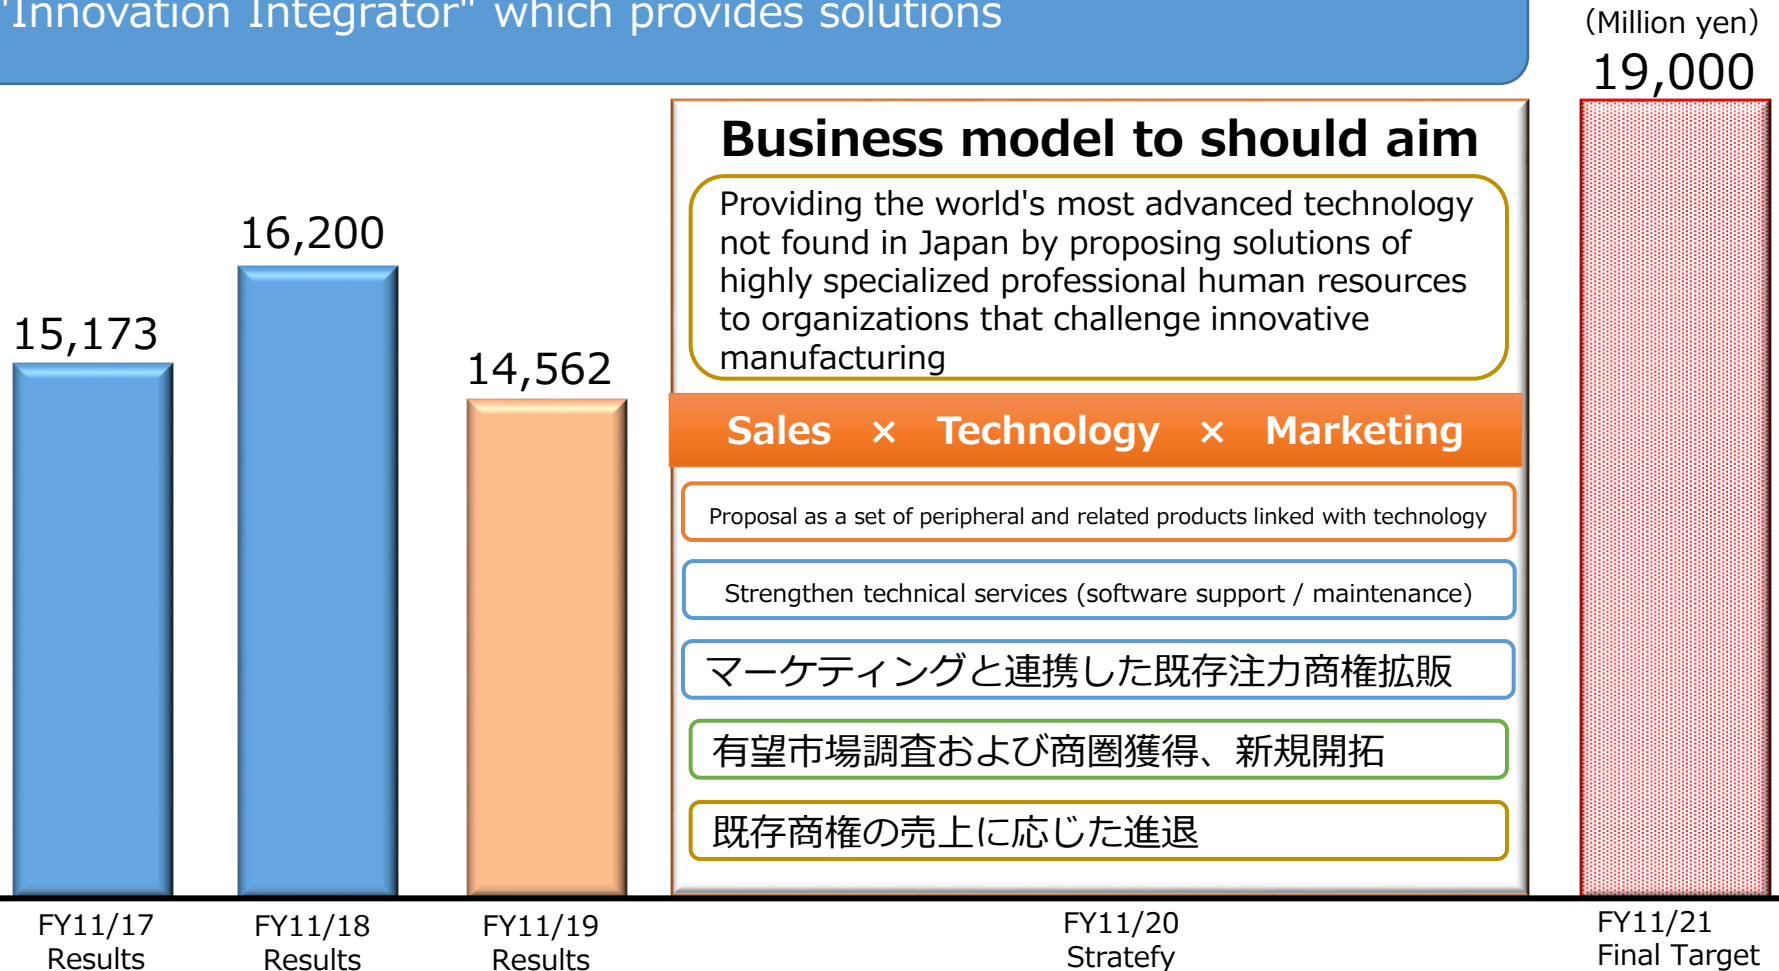 "Innovation Integrator" which provides solutions
（Million yen）
19,000
Business model to should aim
Providing the world's most advanced technology
not found in Japan by proposing solutions of
highly specialized professional human resources
to organizations that challenge innovative
manufacturing
16,200
15,173
14,562
Sales × Technology × Marketing
Proposal as a set of peripheral and related products linked with technology
Strengthen technical services (software support / maintenance)
マーケティングと連携した既存注力商権拡販
有望市場調査および商圏獲得、新規開拓
既存商権の売上に応じた進退
FY11/17
Results
FY11/18
Results
FY11/19
Results
FY11/20
Stratefy
FY11/21
Final Target